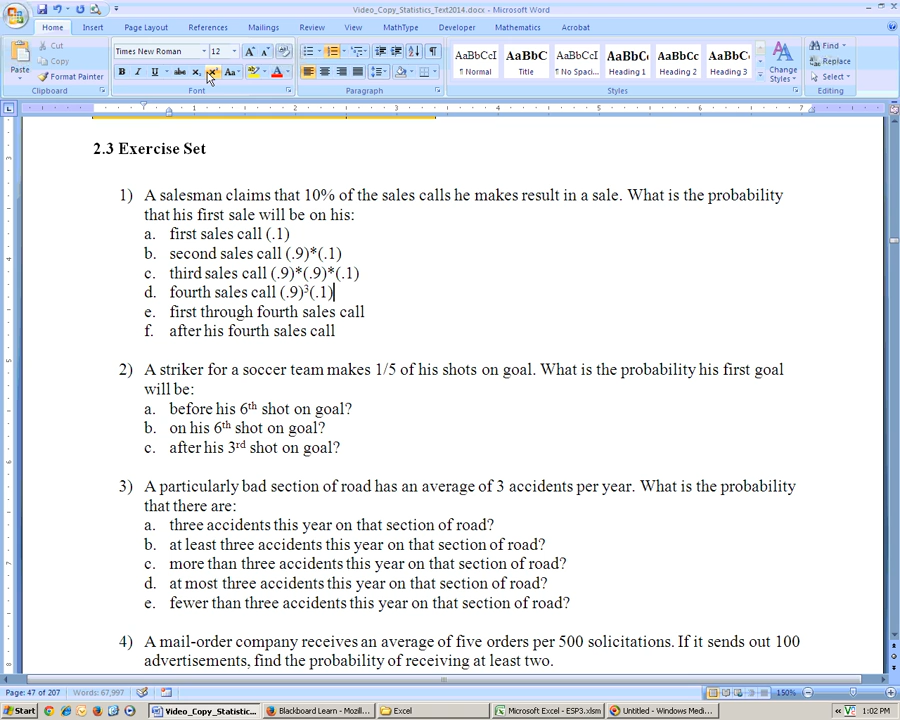 Video_Copy_Statistics_Text2014.docx - Microsoft Word
Home Insert Page Layout References Mailings Review View MathType Developer Mathematics Acrobat
Cut
Copy
Format Painter
Paste
Clipboard
Times New Roman 12
Font
Paragraph
AaBbCcI AaBbC AaBbCcI AaBbC AaBbCc AaBbC
¶ Normal Title ¶ No Spaci... Heading 1 Heading 2 Heading 3
Change Styles
Styles
Find
Replace
Select
Editing
2.3 Exercise Set
1) A salesman claims that 10% of the sales calls he makes result in a sale. What is the probability
that his first sale will be on his:
a. first sales call (.1)
b. second sales call (.9)*(.1)
c. third sales call (.9)*(.9)*(.1)
d. fourth sales call (.9)³(.1)
e. first through fourth sales call
f. after his fourth sales call
2) A striker for a soccer team makes 1/5 of his shots on goal. What is the probability his first goal
will be:
a. before his 6th shot on goal?
b. on his 6th shot on goal?
c. after his 3rd shot on goal?
3) A particularly bad section of road has an average of 3 accidents per year. What is the probability
that there are:
a. three accidents this year on that section of road?
b. at least three accidents this year on that section of road?
c. more than three accidents this year on that section of road?
d. at most three accidents this year on that section of road?
e. fewer than three accidents this year on that section of road?
4) A mail-order company receives an average of five orders per 500 solicitations. If it sends out 100
advertisements, find the probability of receiving at least two.
Page: 47 of 207 Words: 67,997 150%
Start Video_Copy_Statistic... Blackboard Learn - Mozill... Excel Microsoft Excel - ESP3.xlsm Untitled - Windows Medi... 1:02 PM